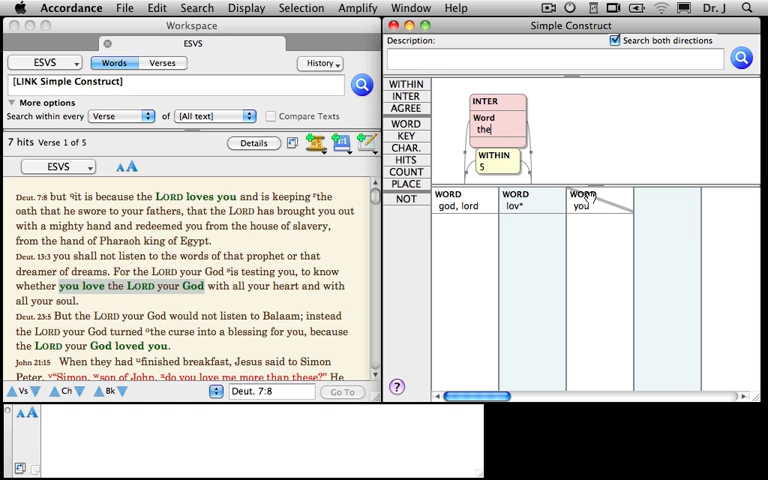 Accordance File Edit Search Display Selection Amplify Window Help Dr. J
Workspace
ESVS
ESVS Words Verses History
[LINK Simple Construct]
More options
Search within every Verse of [All text] Compare Texts
7 hits Verse 1 of 5 Details
ESVS AA
Deut. 7:8 but qit is because the LORD loves you and is keeping rthe
oath that he swore to your fathers, that the LORD has brought you out
with a mighty hand and redeemed you from the house of slavery,
from the hand of Pharaoh king of Egypt.
Deut. 13:3 you shall not listen to the words of that prophet or that
dreamer of dreams. For the LORD your God is testing you, to know
whether you love the LORD your God with all your heart and with
all your soul.
Deut. 23:5 But the LORD your God would not listen to Balaam; instead
the LORD your God turned othe curse into a blessing for you, because
the LORD your God loved you.
John 21:15 When they had ufinished breakfast, Jesus said to Simon
Peter, v“Simon, wson of John, xdo you love me more than these?” He
Vs Ch Bk Deut. 7:8 Go To
AA
Simple Construct
Description: Search both directions
WITHIN
INTER
AGREE
WORD
KEY
CHAR.
HITS
COUNT
PLACE
NOT
INTER
Word
the
WITHIN
5
WORD WORD WORD
god, lord lov* you
?